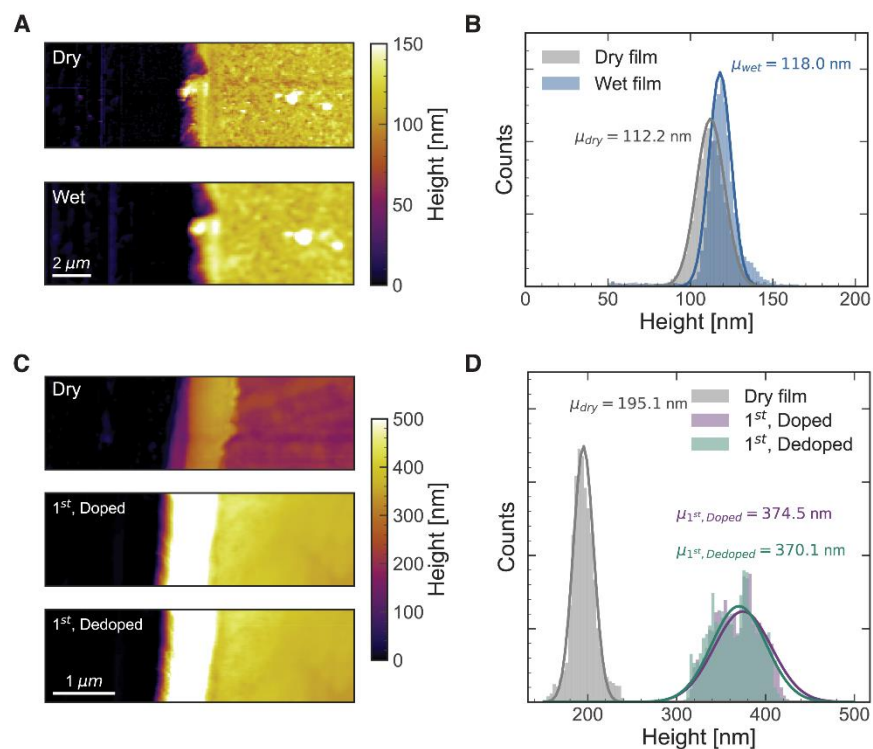 A
Dry
Wet
2 μm
150
100
50
0
Height [nm]
B
Dry film
Wet film
μwet = 118.0 nm
μdry = 112.2 nm
Counts
0 50 100 150 200
Height [nm]
C
Dry
1st, Doped
1st, Dedoped
1 μm
500
400
300
200
100
0
Height [nm]
D
μdry = 195.1 nm
Dry film
1st, Doped
1st, Dedoped
μ1st, Doped = 374.5 nm
μ1st, Dedoped = 370.1 nm
Counts
200 300 400 500
Height [nm]